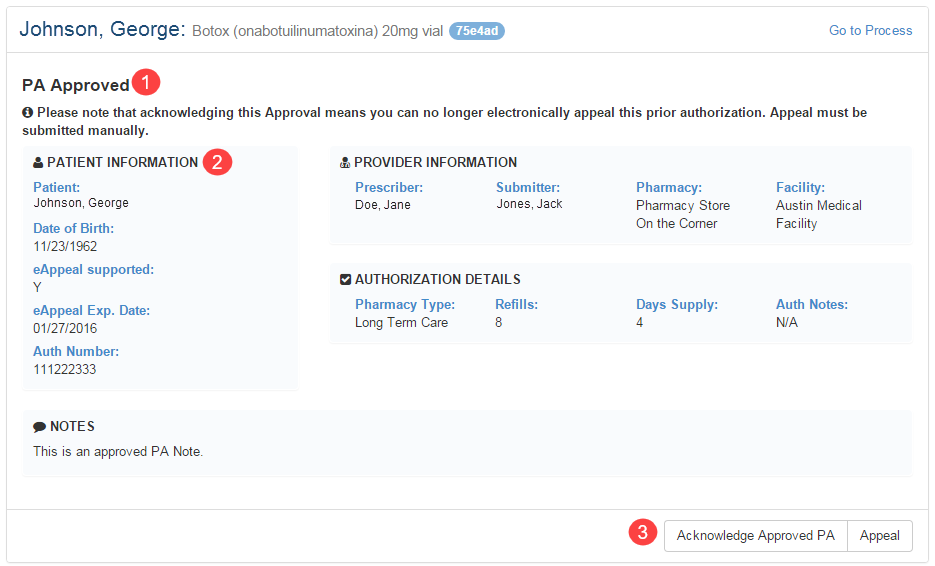 Johnson, George: Botox (onabotuilinumatoxina) 20mg vial 75e4ad
Go to Process
PA Approved 1
Please note that acknowledging this Approval means you can no longer electronically appeal this prior authorization. Appeal must be
submitted manually.
PATIENT INFORMATION 2
Patient:
Johnson, George
Date of Birth:
11/23/1962
eAppeal supported:
Y
eAppeal Exp. Date:
01/27/2016
Auth Number:
111222333
PROVIDER INFORMATION
Prescriber:
Doe, Jane
Submitter:
Jones, Jack
Pharmacy:
Pharmacy Store
On the Corner
Facility:
Austin Medical
Facility
AUTHORIZATION DETAILS
Pharmacy Type:
Long Term Care
Refills:
8
Days Supply:
4
Auth Notes:
N/A
NOTES
This is an approved PA Note.
3
Acknowledge Approved PA
Appeal